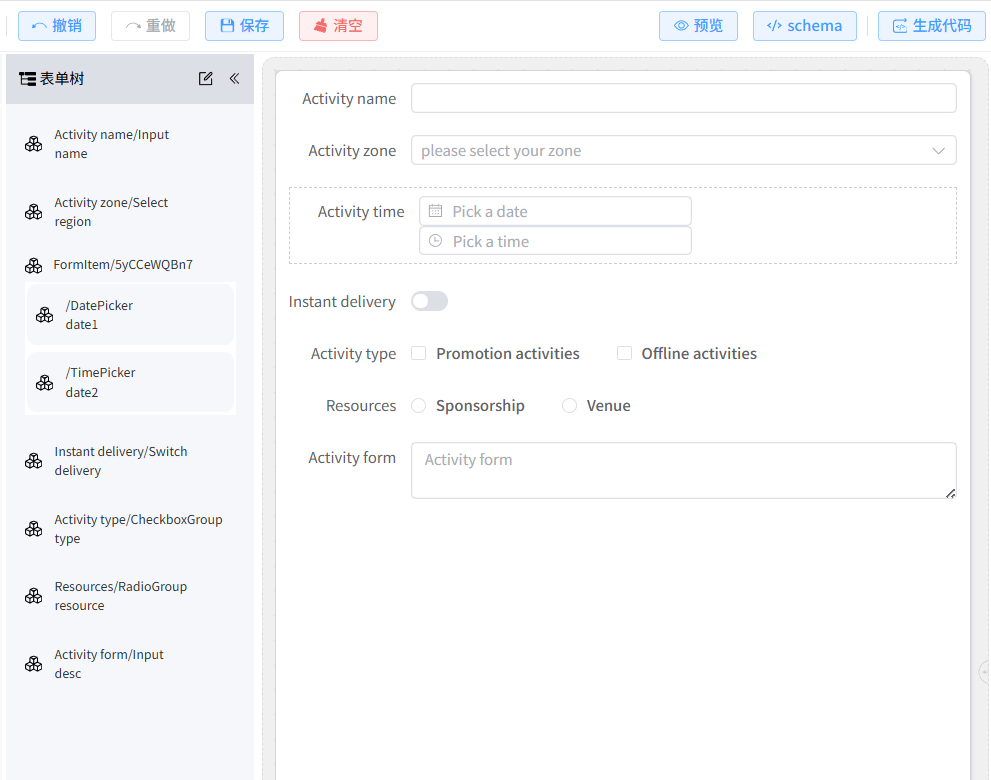 撤销
重做
保存
清空
预览
schema
生成代码
表单树
Activity name/Input
name
Activity zone/Select
region
FormItem/5yCCeWQBn7
/DatePicker
date1
/TimePicker
date2
Instant delivery/Switch
delivery
Activity type/CheckboxGroup
type
Resources/RadioGroup
resource
Activity form/Input
desc
Activity name
Activity zone
please select your zone
Activity time
Pick a date
Pick a time
Instant delivery
Activity type
Promotion activities
Offline activities
Resources
Sponsorship
Venue
Activity form
Activity form